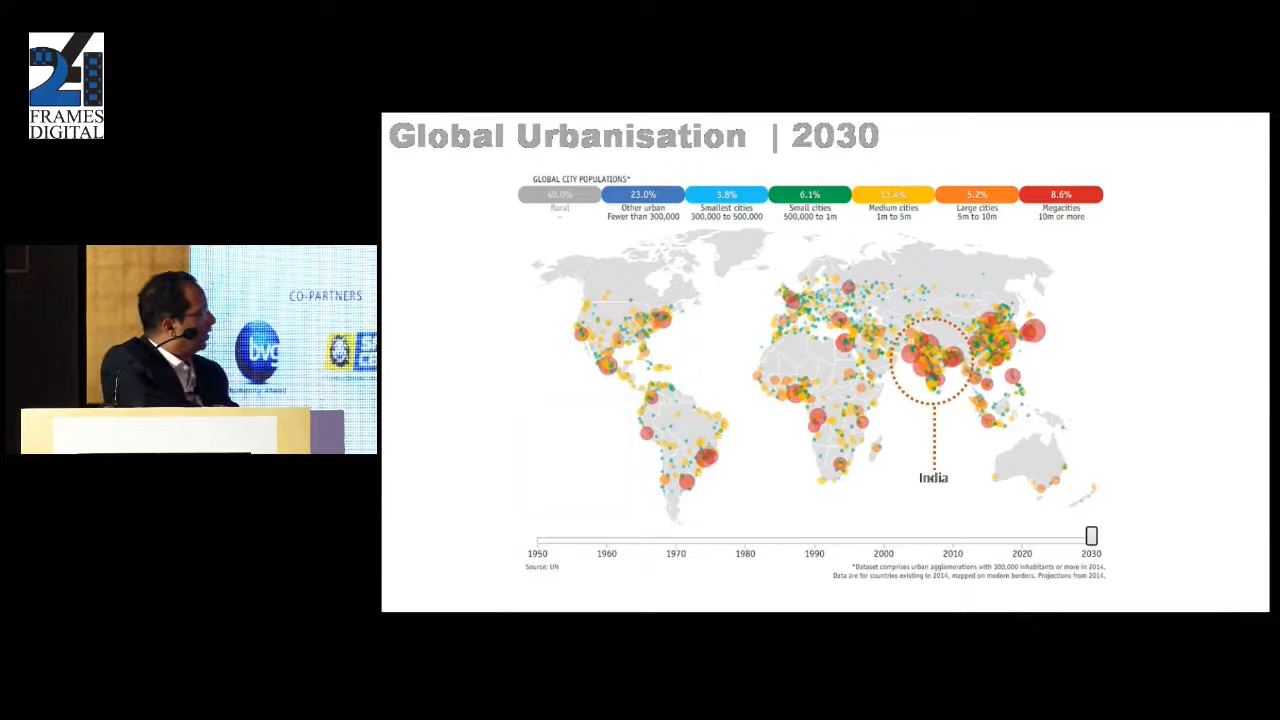 24
FRAMES
DIGITAL
Global Urbanisation | 2030
GLOBAL CITY POPULATIONS*
40.0% 23.0% 3.8% 6.1% 13.4% 5.2% 8.6%
Rural Other urban Smallest cities Small cities Medium cities Large cities Megacities
– Fewer than 300,000 300,000 to 500,000 500,000 to 1m 1m to 5m 5m to 10m 10m or more
CO-PARTNERS
bvg
India
1950 1960 1970 1980 1990 2000 2010 2020 2030
Source: UN
*Dataset comprises urban agglomerations with 300,000 inhabitants or more in 2014.
Data are for countries existing in 2014, mapped on modern borders. Projections from 2014.